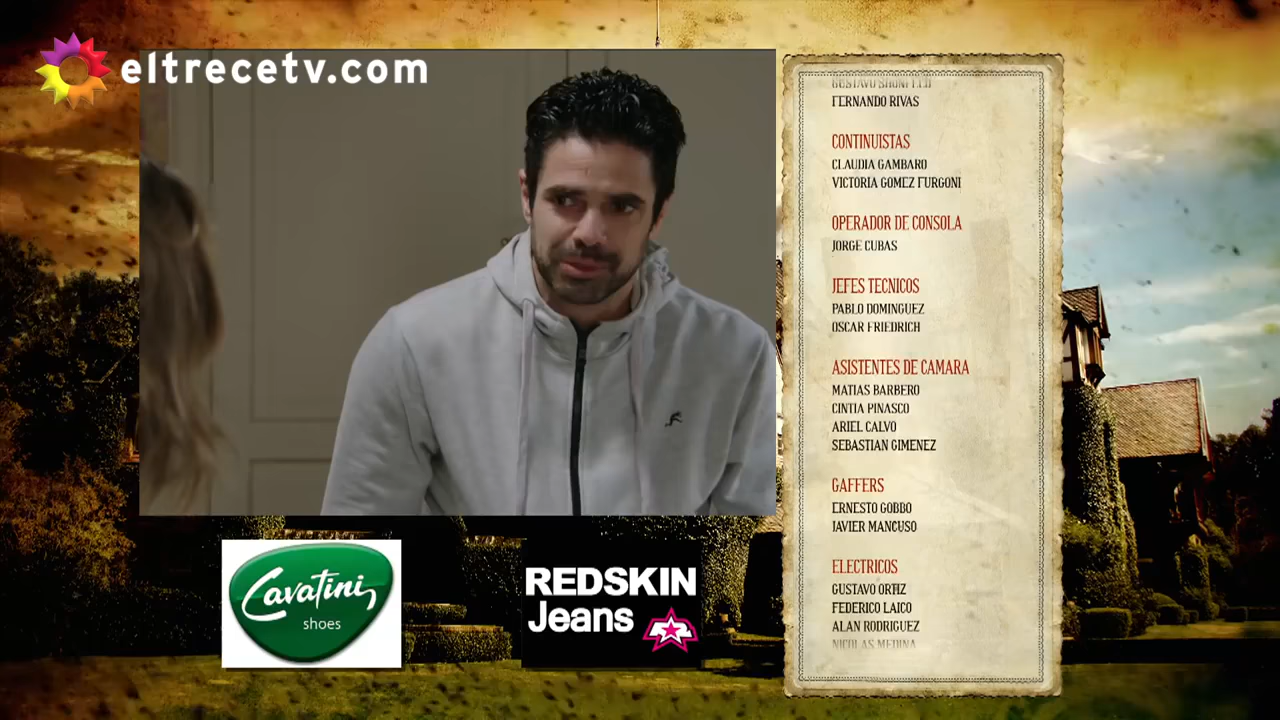 eltrecetv.com
FERNANDO RIVAS
CONTINUISTAS
CLAUDIA GAMBARO
VICTORIA GOMEZ FURGONI
OPERADOR DE CONSOLA
JORGE CUBAS
JEFES TECNICOS
PABLO DOMINGUEZ
OSCAR FRIEDRICH
ASISTENTES DE CAMARA
MATIAS BARBERO
CINTIA PINASCO
ARIEL CALVO
SEBASTIAN GIMENEZ
GAFFERS
ERNESTO GOBBO
JAVIER MANCUSO
ELECTRICOS
GUSTAVO ORTIZ
FEDERICO LAICO
ALAN RODRIGUEZ
NICOLAS MEDINA
Cavatini
shoes
REDSKIN
Jeans